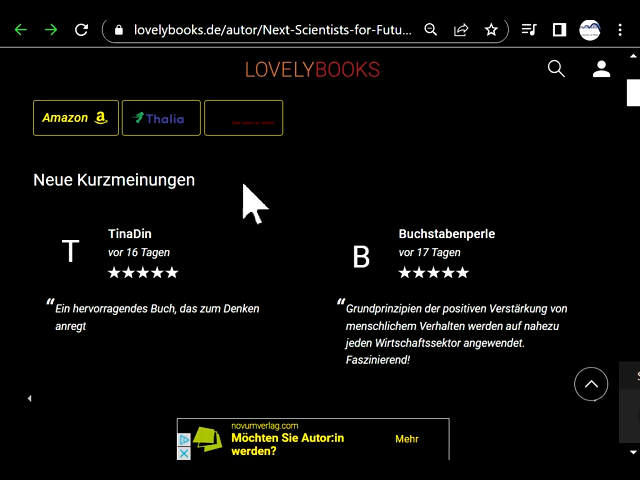 lovelybooks.de/autor/Next-Scientists-for-Futu...
LOVELYBOOKS
Amazon
Thalia
Neue Kurzmeinungen
T
TinaDin
vor 16 Tagen
★★★★★
“Ein hervorragendes Buch, das zum Denken
anregt
B
Buchstabenperle
vor 17 Tagen
★★★★★
“Grundprinzipien der positiven Verstärkung von
menschlichem Verhalten werden auf nahezu
jeden Wirtschaftssektor angewendet.
Faszinierend!
novumverlag.com
Möchten Sie Autor:in
werden?
Mehr